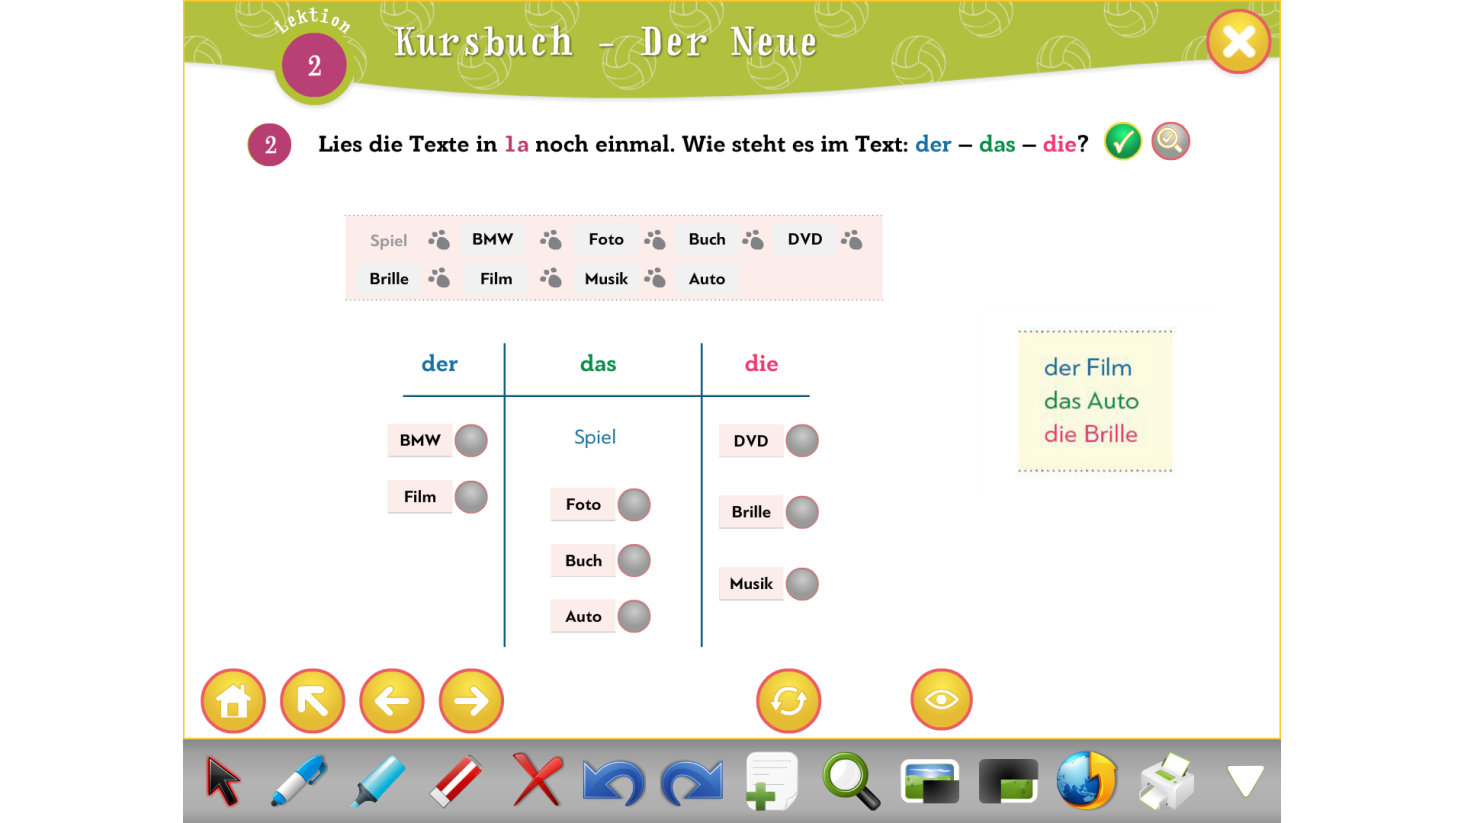 Lektion
2
Kursbuch - Der Neue
2 Lies die Texte in 1a noch einmal. Wie steht es im Text: der – das – die?
Spiel BMW Foto Buch DVD
Brille Film Musik Auto
der das die
BMW Spiel DVD
Film Foto Brille
Buch Musik
Auto
der Film
das Auto
die Brille